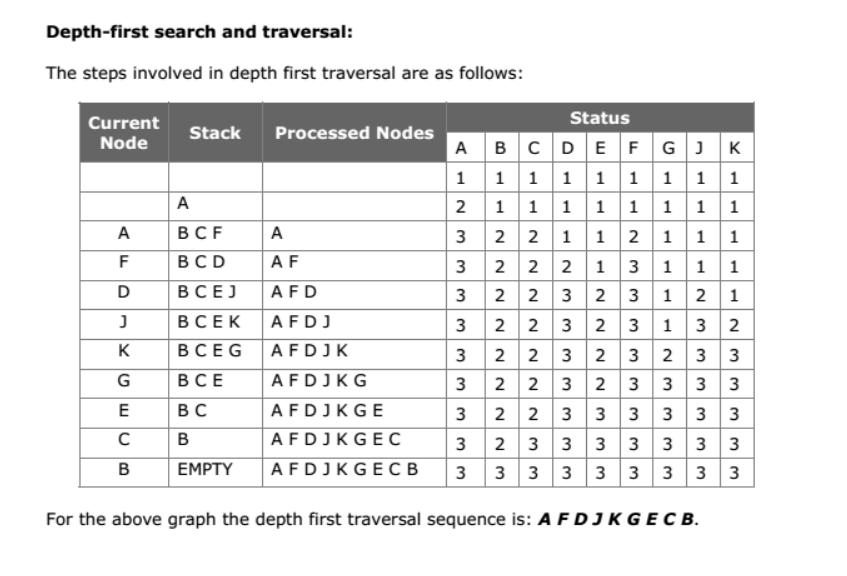 Depth-first search and traversal:
The steps involved in depth first traversal are as follows:
Current Node Stack Processed Nodes Status
A B C D E F G J K
1 1 1 1 1 1 1 1 1
A 2 1 1 1 1 1 1 1 1
A B C F A 3 2 2 1 1 2 1 1 1
F B C D A F 3 2 2 2 1 3 1 1 1
D B C E J A F D 3 2 2 3 2 3 1 2 1
J B C E K A F D J 3 2 2 3 2 3 1 3 2
K B C E G A F D J K 3 2 2 3 2 3 2 3 3
G B C E A F D J K G 3 2 2 3 2 3 3 3 3
E B C A F D J K G E 3 2 2 3 3 3 3 3 3
C B A F D J K G E C 3 2 3 3 3 3 3 3 3
B EMPTY A F D J K G E C B 3 3 3 3 3 3 3 3 3
For the above graph the depth first traversal sequence is: A F D J K G E C B.